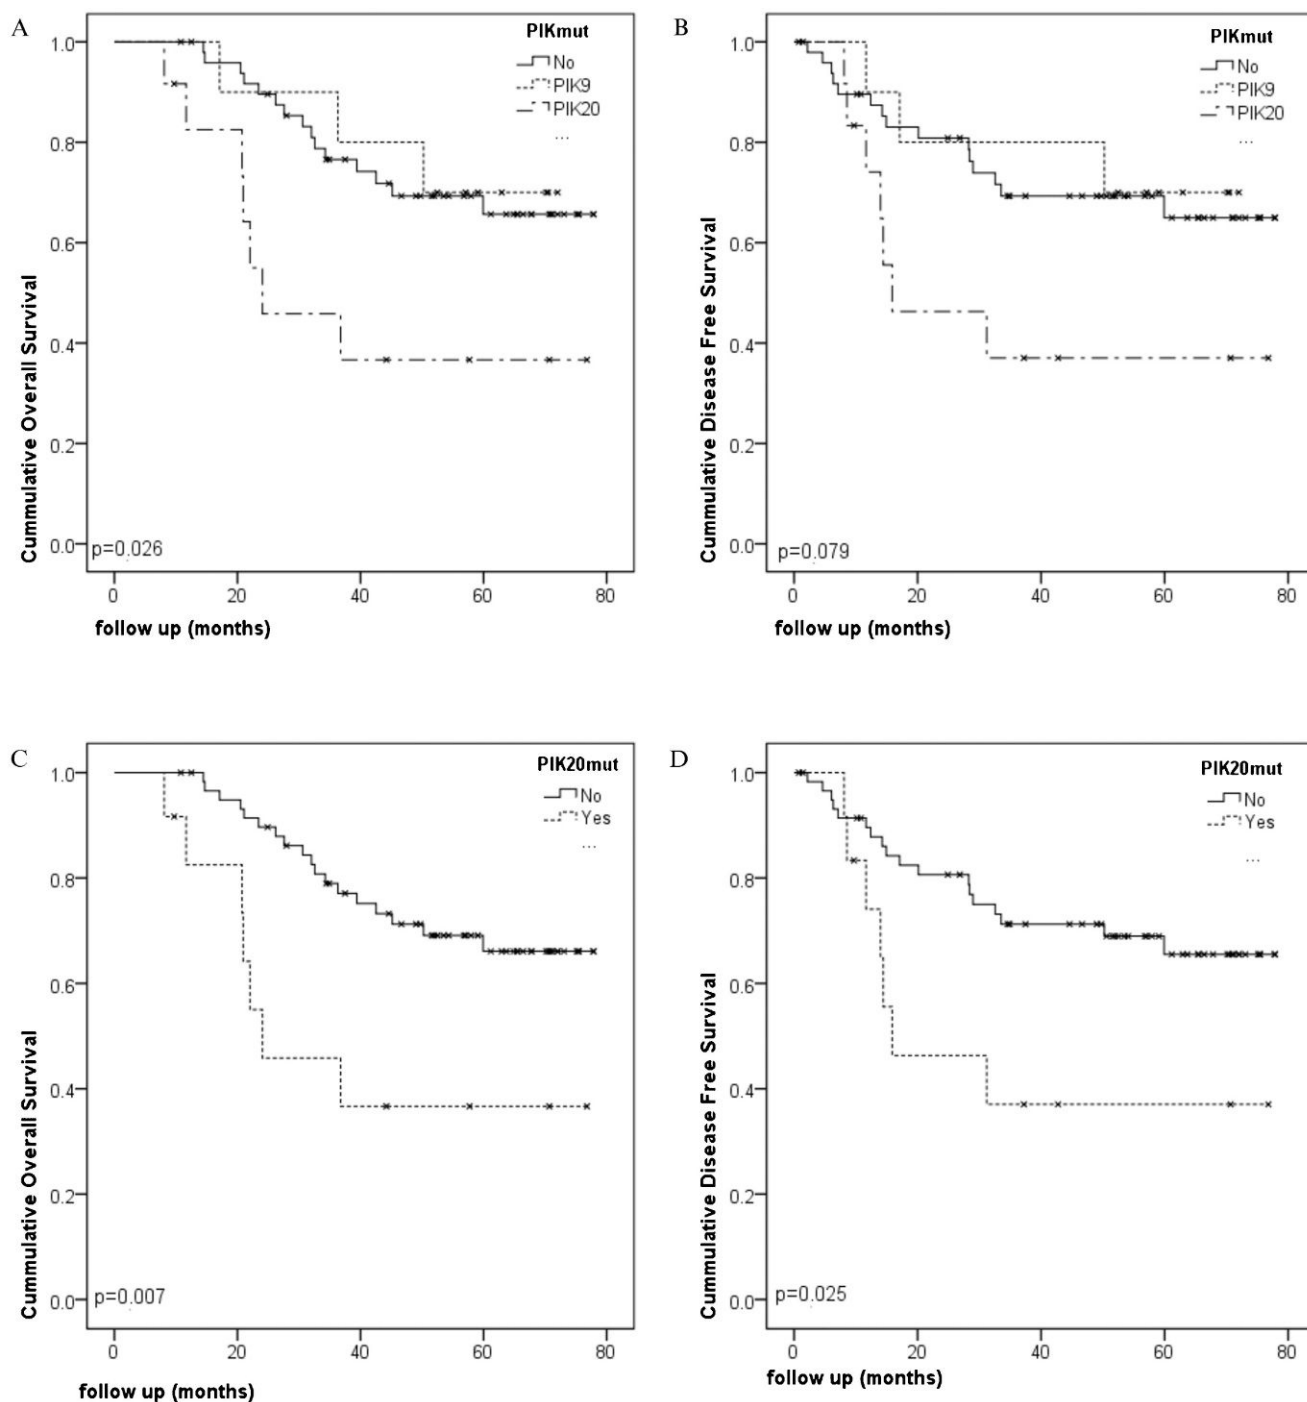 A
PIKmut
No
PIK9
PIK20
...
1.0
0.8
0.6
0.4
0.2
0.0
Cummulative Overall Survival
p=0.026
0 20 40 60 80
follow up (months)
B
PIKmut
No
PIK9
PIK20
...
1.0
0.8
0.6
0.4
0.2
0.0
Cummulative Disease Free Survival
p=0.079
0 20 40 60 80
follow up (months)
C
PIK20mut
No
Yes
...
1.0
0.8
0.6
0.4
0.2
0.0
Cummulative Overall Survival
p=0.007
0 20 40 60 80
follow up (months)
D
PIK20mut
No
Yes
...
1.0
0.8
0.6
0.4
0.2
0.0
Cummulative Disease Free Survival
p=0.025
0 20 40 60 80
follow up (months)